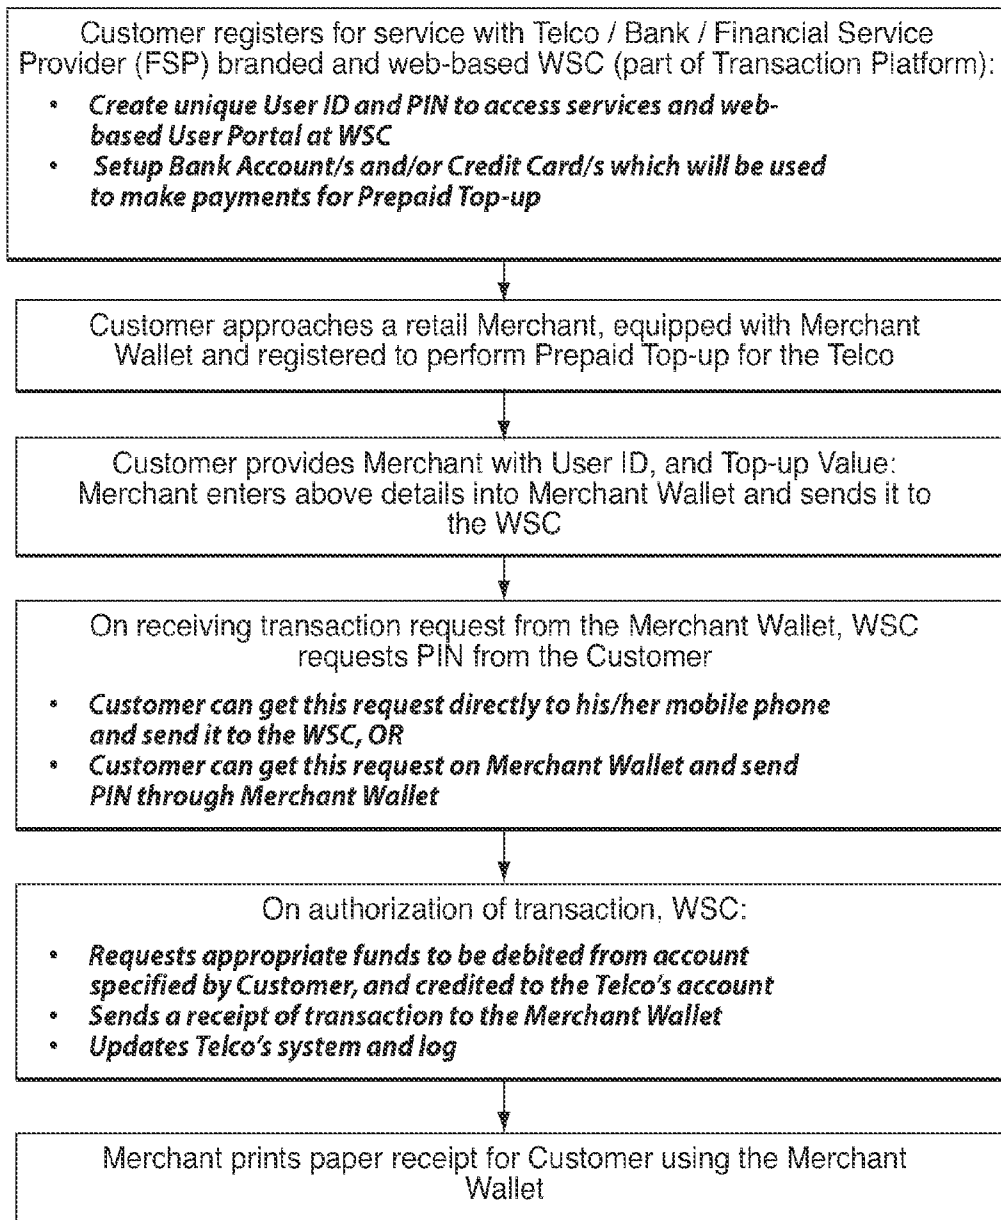 Customer registers for service with Telco / Bank / Financial Service
Provider (FSP) branded and web-based WSC (part of Transaction Platform):
• Create unique User ID and PIN to access services and web-
based User Portal at WSC
• Setup Bank Account/s and/or Credit Card/s which will be used
to make payments for Prepaid Top-up
Customer approaches a retail Merchant, equipped with Merchant
Wallet and registered to perform Prepaid Top-up for the Telco
Customer provides Merchant with User ID, and Top-up Value:
Merchant enters above details into Merchant Wallet and sends it to
the WSC
On receiving transaction request from the Merchant Wallet, WSC
requests PIN from the Customer
• Customer can get this request directly to his/her mobile phone
and send it to the WSC, OR
• Customer can get this request on Merchant Wallet and send
PIN through Merchant Wallet
On authorization of transaction, WSC:
• Requests appropriate funds to be debited from account
specified by Customer, and credited to the Telco's account
• Sends a receipt of transaction to the Merchant Wallet
• Updates Telco's system and log
Merchant prints paper receipt for Customer using the Merchant
Wallet